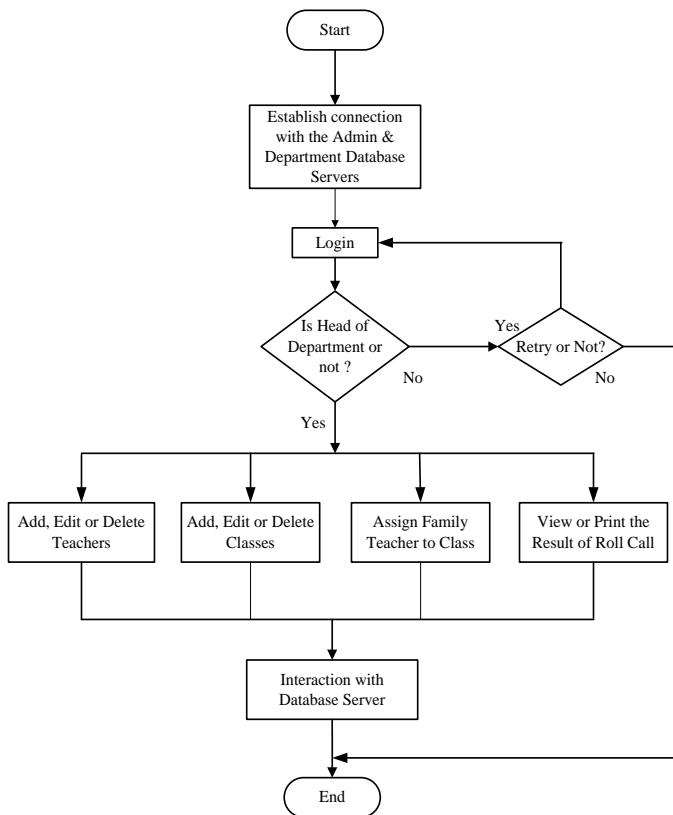 Start
Establish connection
with the Admin &
Department Database
Servers
Login
Is Head of
Department or
not ?
Yes
Retry or Not?
No
No
Yes
Add, Edit or Delete
Teachers
Add, Edit or Delete
Classes
Assign Family
Teacher to Class
View or Print the
Result of Roll Call
Interaction with
Database Server
End